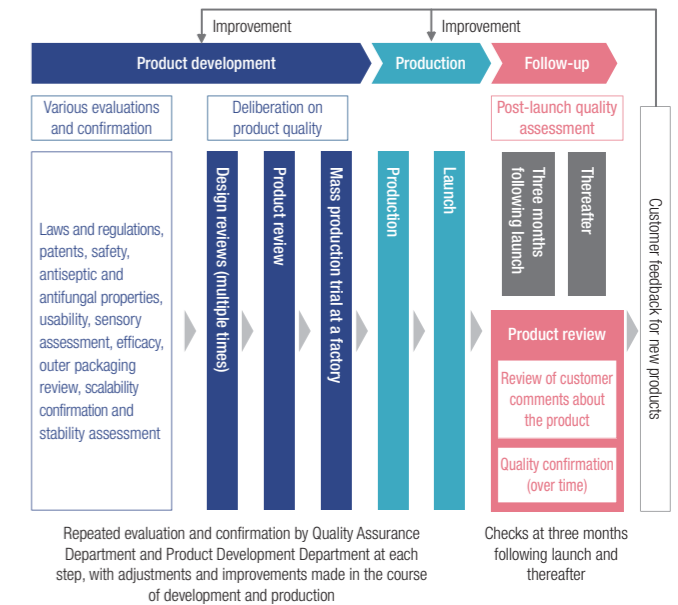 Improvement
Improvement
Product development
Production
Follow-up
Various evaluations
and confirmation
Deliberation on
product quality
Post-launch quality
assessment
Laws and regulations,
patents, safety,
antiseptic and
antifungal properties,
usability, sensory
assessment, efficacy,
outer packaging
review, scalability
confirmation and
stability assessment
Design reviews (multiple times)
Product review
Mass production trial at a factory
Production
Launch
Three months
following launch
Thereafter
Product review
Review of customer
comments about
the product
Quality confirmation
(over time)
Customer feedback for new products
Repeated evaluation and confirmation by Quality Assurance
Department and Product Development Department at each
step, with adjustments and improvements made in the course
of development and production
Checks at three months
following launch and
thereafter